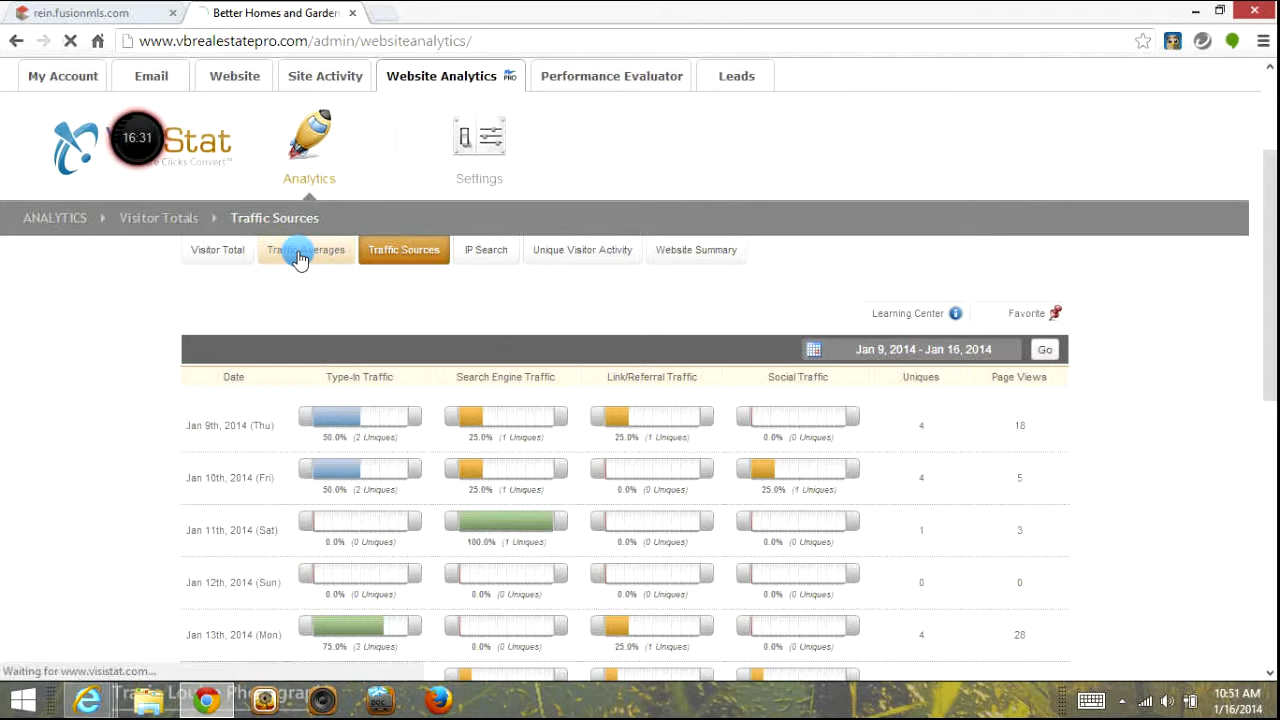 rein.fusionmls.com × Better Homes and Garden ×
www.vbrealestatepro.com/admin/websiteanalytics/
My Account Email Website Site Activity Website Analytics PRO Performance Evaluator Leads
16:31 Stat
e Clicks Convert™
Analytics Settings
ANALYTICS Visitor Totals Traffic Sources
Visitor Total Traffic Averages Traffic Sources IP Search Unique Visitor Activity Website Summary
Learning Center Favorite
Jan 9, 2014 - Jan 16, 2014 Go
Date Type-In Traffic Search Engine Traffic Link/Referral Traffic Social Traffic Uniques Page Views
Jan 9th, 2014 (Thu) 50.0% (2 Uniques) 25.0% (1 Uniques) 25.0% (1 Uniques) 0.0% (0 Uniques) 4 18
Jan 10th, 2014 (Fri) 50.0% (2 Uniques) 25.0% (1 Uniques) 0.0% (0 Uniques) 25.0% (1 Uniques) 4 5
Jan 11th, 2014 (Sat) 0.0% (0 Uniques) 100.0% (1 Uniques) 0.0% (0 Uniques) 0.0% (0 Uniques) 1 3
Jan 12th, 2014 (Sun) 0.0% (0 Uniques) 0.0% (0 Uniques) 0.0% (0 Uniques) 0.0% (0 Uniques) 0 0
Jan 13th, 2014 (Mon) 75.0% (3 Uniques) 0.0% (0 Uniques) 25.0% (1 Uniques) 0.0% (0 Uniques) 4 28
Waiting for www.visistat.com...
10:51 AM
1/16/2014